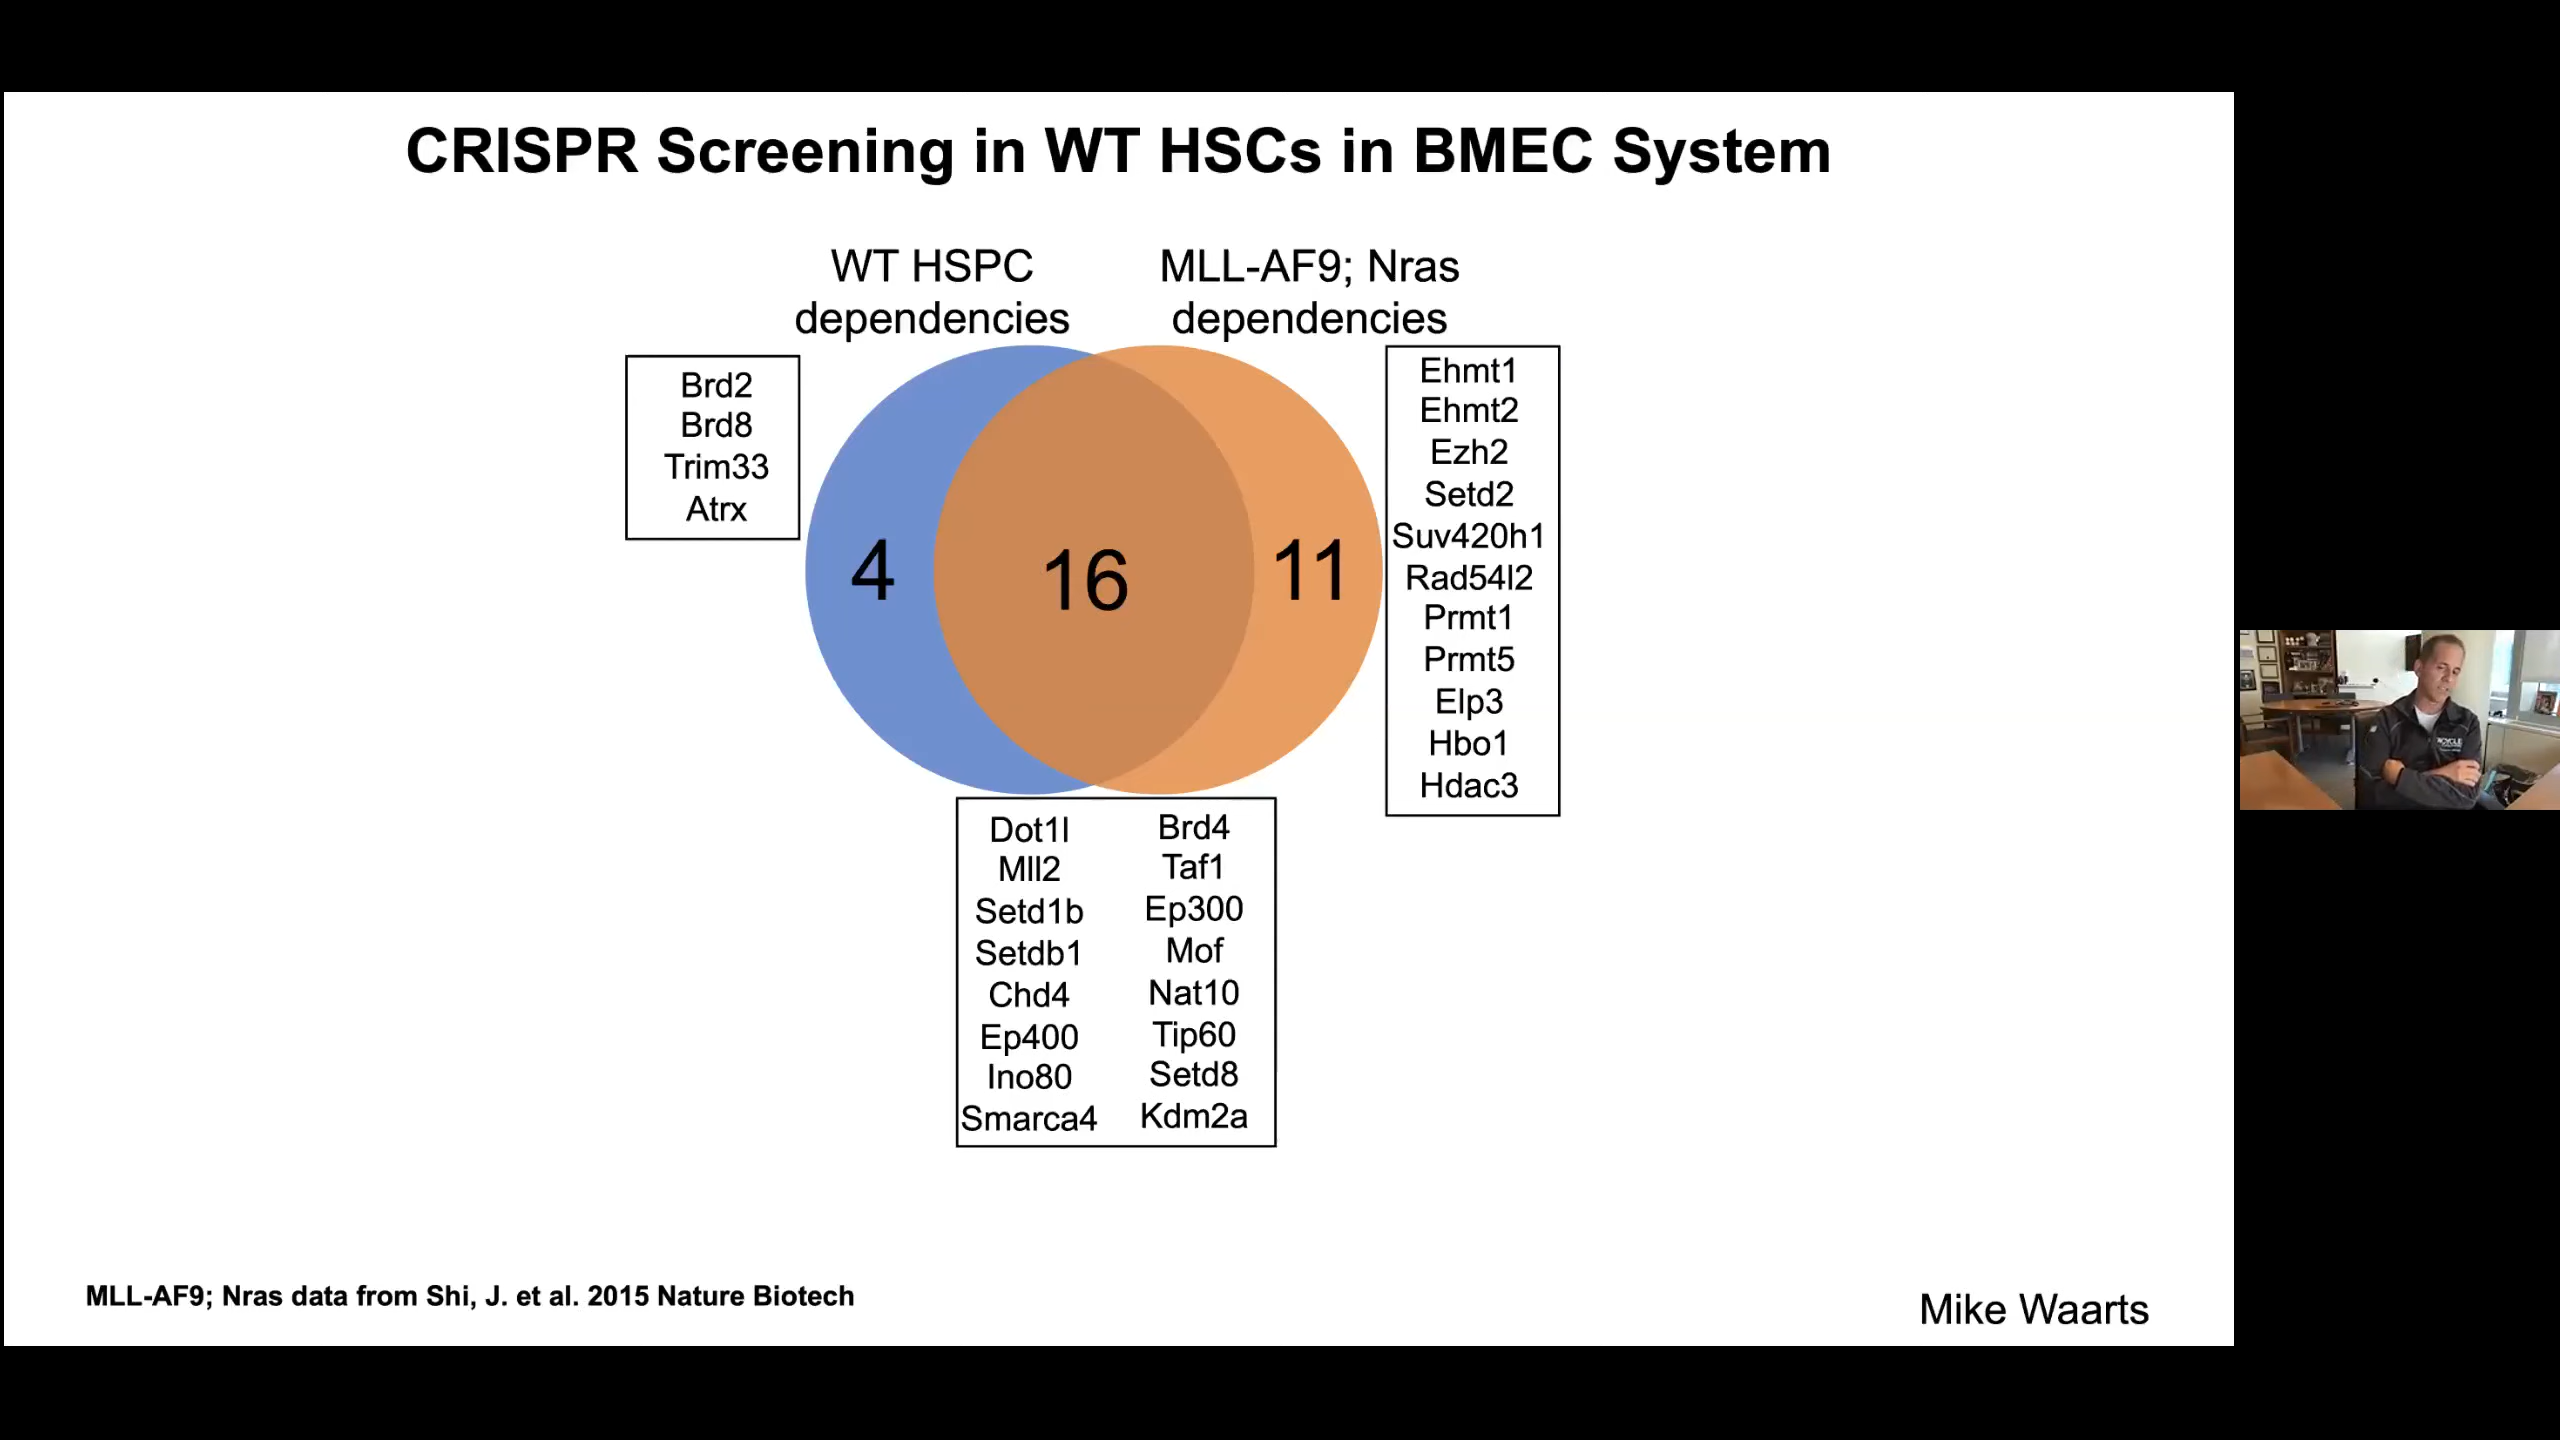 CRISPR Screening in WT HSCs in BMEC System
WT HSPC
dependencies
MLL-AF9; Nras
dependencies
Brd2
Brd8
Trim33
Atrx
4
16
11
Ehmt1
Ehmt2
Ezh2
Setd2
Suv420h1
Rad54l2
Prmt1
Prmt5
Elp3
Hbo1
Hdac3
Dot1l
Mll2
Setd1b
Setdb1
Chd4
Ep400
Ino80
Smarca4
Brd4
Taf1
Ep300
Mof
Nat10
Tip60
Setd8
Kdm2a
MLL-AF9; Nras data from Shi, J. et al. 2015 Nature Biotech
Mike Waarts